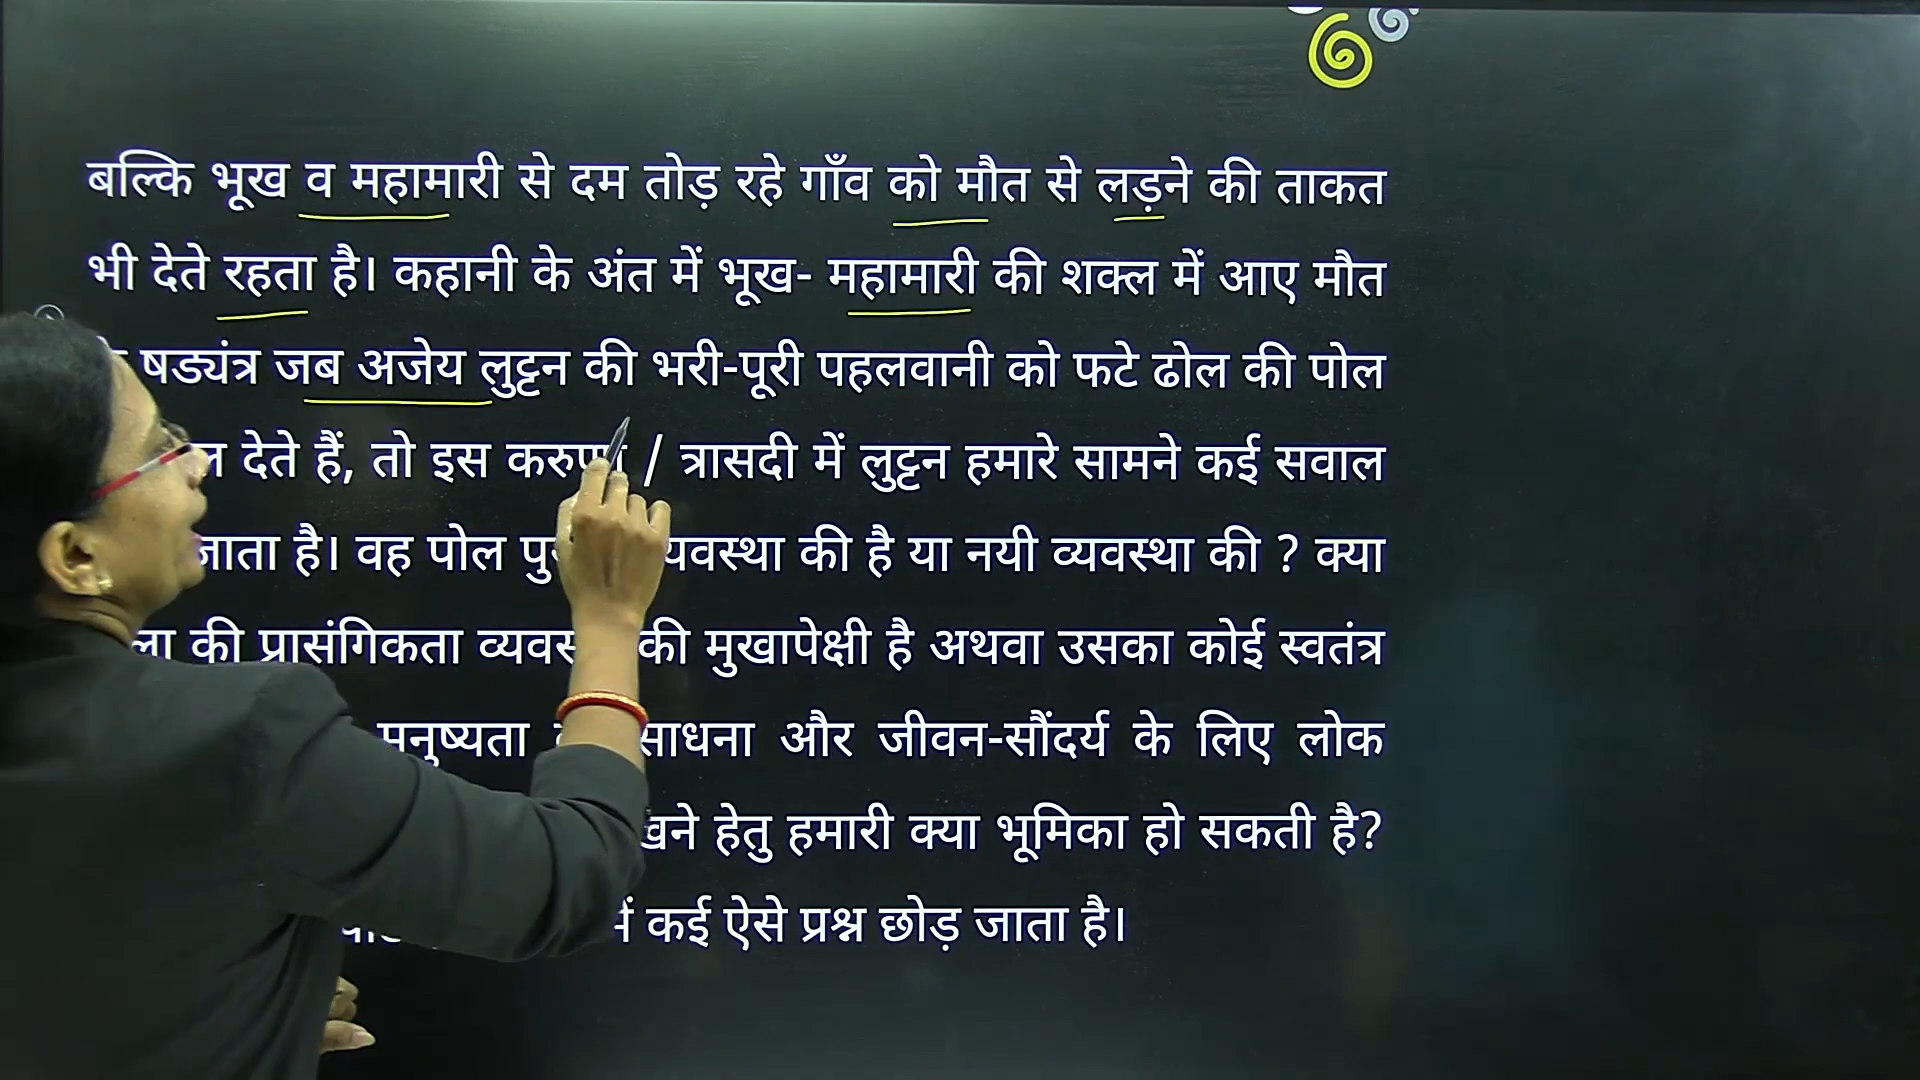 बल्कि भूख व महामारी से दम तोड़ रहे गाँव को मौत से लड़ने की ताकत
भी देते रहता है। कहानी के अंत में भूख- महामारी की शक्ल में आए मौत
षड्यंत्र जब अजेय लुट्टन की भरी-पूरी पहलवानी को फटे ढोल की पोल
देते हैं, तो इस करुणा / त्रासदी में लुट्टन हमारे सामने कई सवाल
जाता है। वह पोल व्यवस्था की है या नयी व्यवस्था की ? क्या
की प्रासंगिकता की मुखापेक्षी है अथवा उसका कोई स्वतंत्र
मनुष्यता साधना और जीवन-सौंदर्य के लिए लोक
हेतु हमारी क्या भूमिका हो सकती है?
में कई ऐसे प्रश्न छोड़ जाता है।